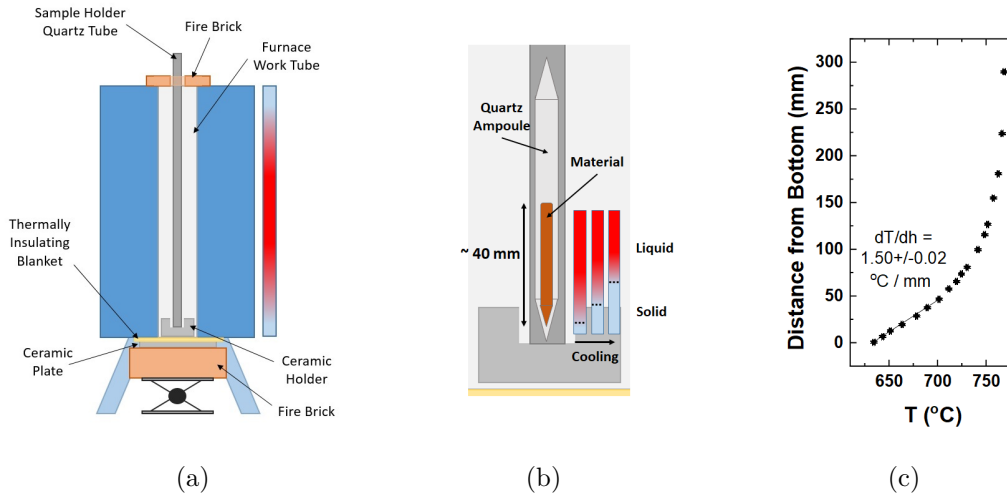 Sample Holder
Quartz Tube
Fire Brick
Furnace
Work Tube
Thermally
Insulating
Blanket
Ceramic
Plate
Ceramic
Holder
Fire Brick
(a)
Quartz
Ampoule
Material
~ 40 mm
Liquid
Solid
Cooling
(b)
Distance from Bottom (mm)
300
250
200
150
100
50
0
dT/dh =
1.50+/-0.02
ºC / mm
650 700 750
T (ºC)
(c)